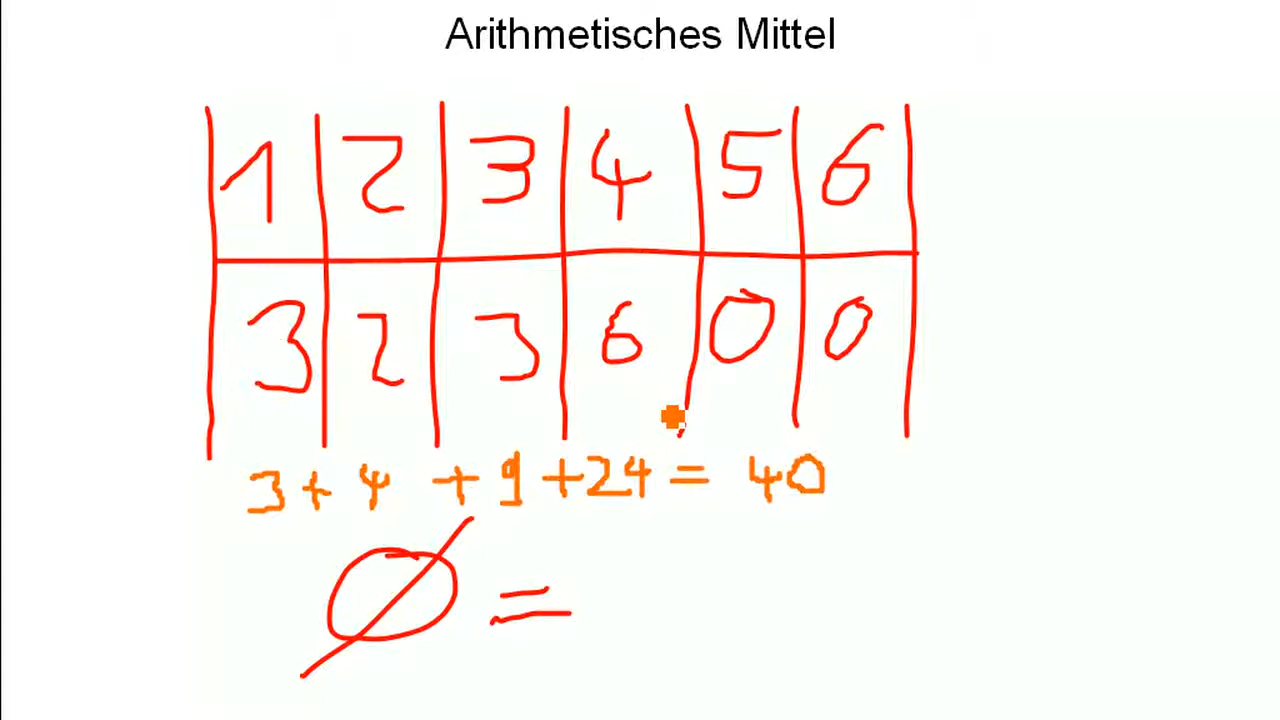 Arithmetisches Mittel
1 2 3 4 5 6
3 2 3 6 0 0
3 + 4 + 9 + 24 = 40
Ø =